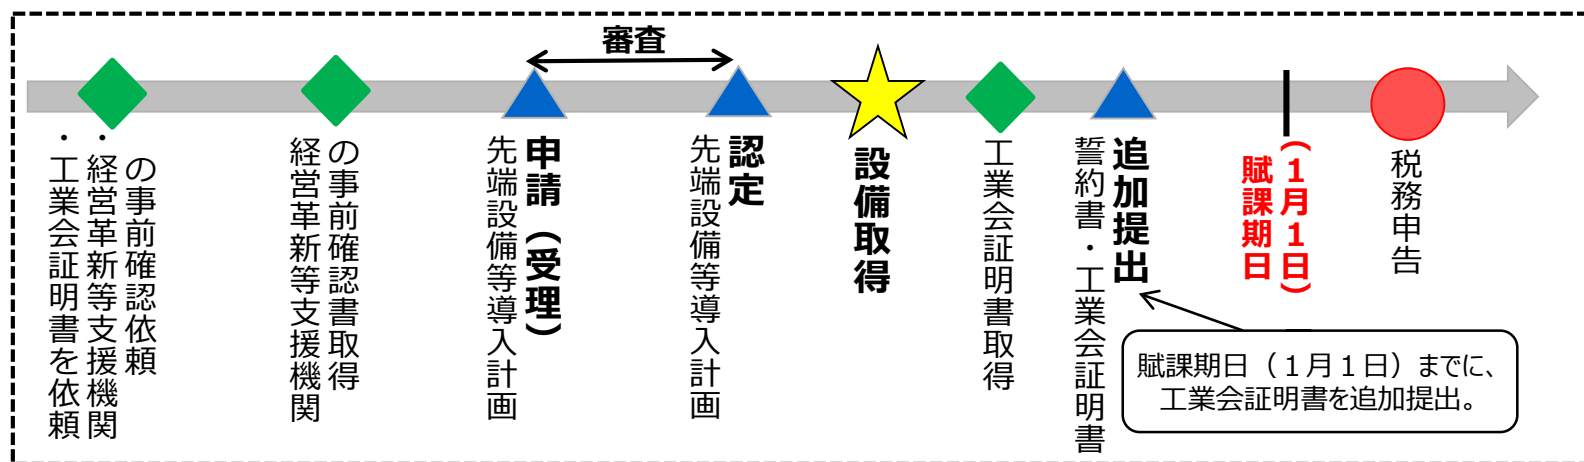 審査
・工業会証明書を依頼
・経営革新等支援機関
の事前確認依頼
経営革新等支援機関
の事前確認書取得
申請（受理）
先端設備等導入計画
認定
先端設備等導入計画
設備取得
工業会証明書取得
追加提出
誓約書・工業会証明書
（1月1日）
賦課期日
税務申告
賦課期日（１月１日）までに、
工業会証明書を追加提出。